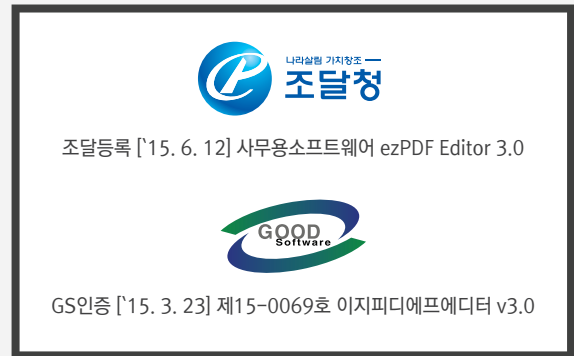 나라살림 가치창조
조달청
조달등록 [`15. 6. 12] 사무용소프트웨어 ezPDF Editor 3.0
GOOD
Software
GS인증 [`15. 3. 23] 제15-0069호 이지피디에프에디터 v3.0